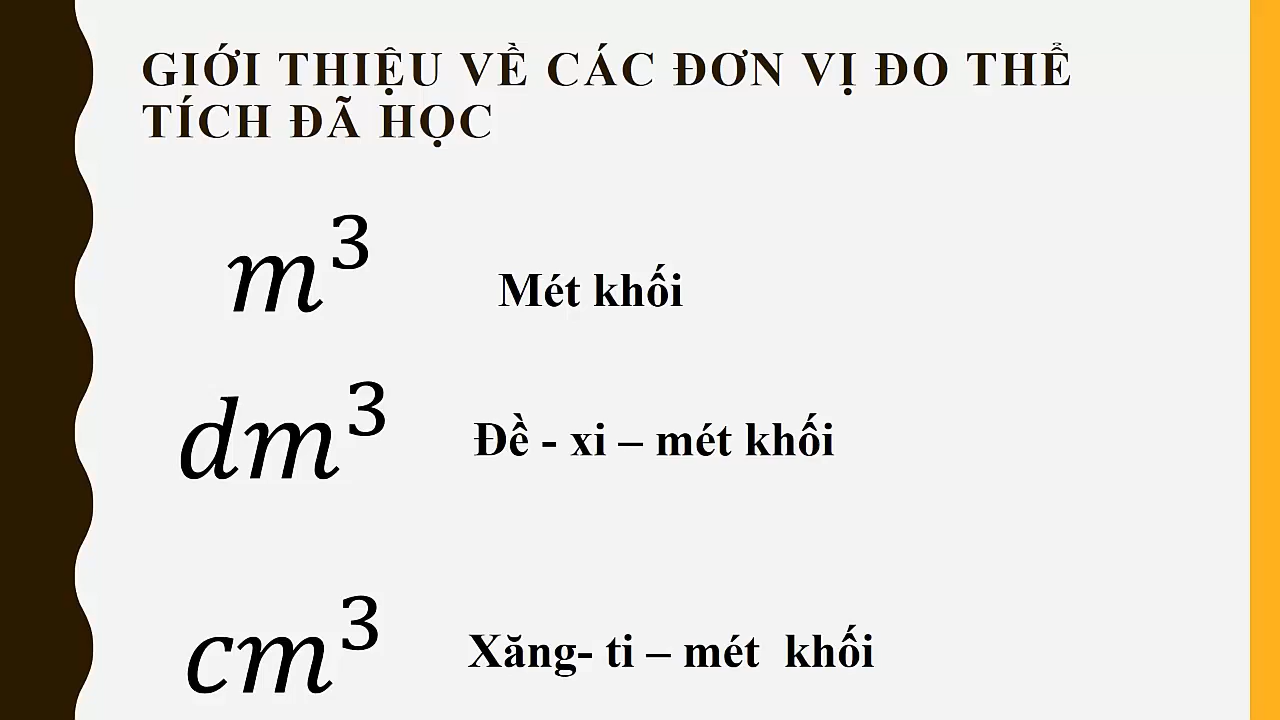 GIỚI THIỆU VỀ CÁC ĐƠN VỊ ĐO THỂ
TÍCH ĐÃ HỌC
m³ Mét khối
dm³ Đề - xi – mét khối
cm³ Xăng- ti – mét khối